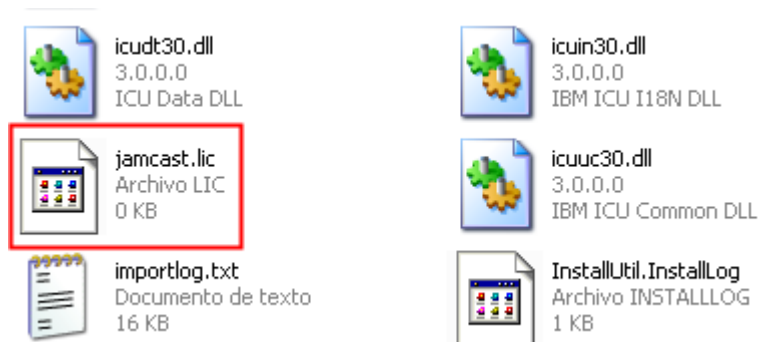 icudt30.dll
3.0.0.0
ICU Data DLL
icuin30.dll
3.0.0.0
IBM ICU I18N DLL
jamcast.lic
Archivo LIC
0 KB
icuuc30.dll
3.0.0.0
IBM ICU Common DLL
importlog.txt
Documento de texto
16 KB
InstallUtil.InstallLog
Archivo INSTALLLOG
1 KB